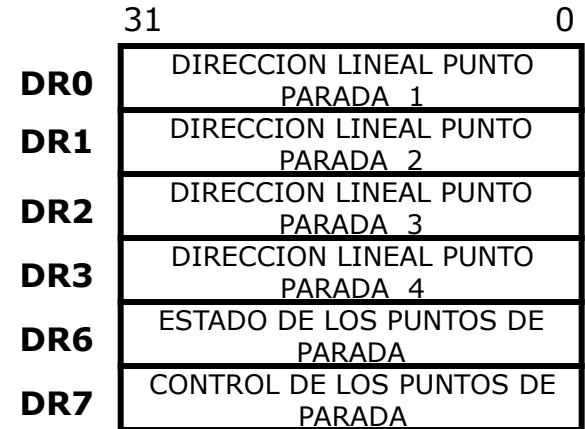 31 0
DR0 DIRECCION LINEAL PUNTO
PARADA 1
DR1 DIRECCION LINEAL PUNTO
PARADA 2
DR2 DIRECCION LINEAL PUNTO
PARADA 3
DR3 DIRECCION LINEAL PUNTO
PARADA 4
DR6 ESTADO DE LOS PUNTOS DE
PARADA
DR7 CONTROL DE LOS PUNTOS DE
PARADA